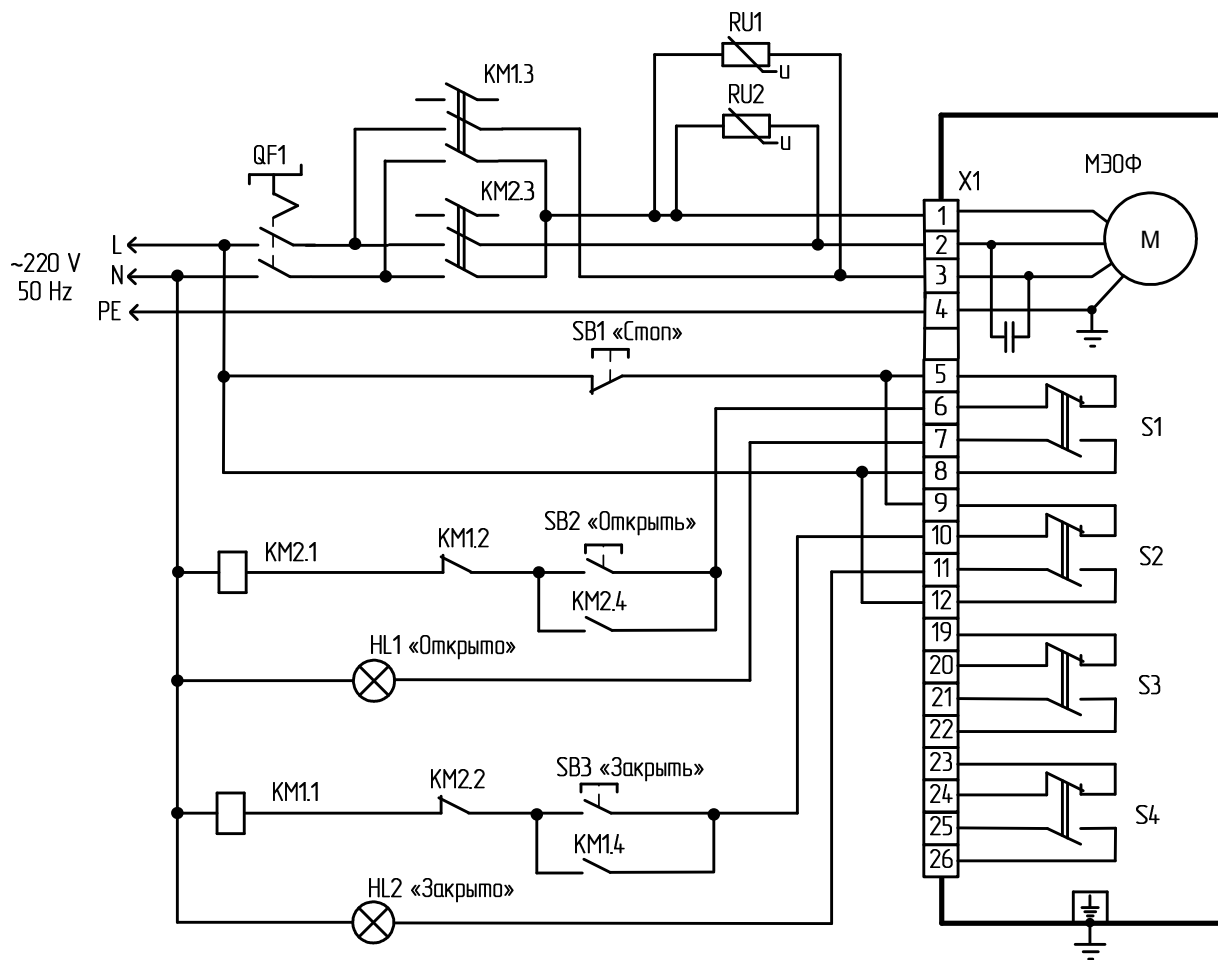 RU1
u
KM1.3
RU2
u
QF1
МЭОФ
X1
KM2.3
1
M
L
2
~220 V
50 Hz
N
3
PE
4
SB1 «Стоп»
5
6
S1
7
8
9
SB2 «Открыть»
KM1.2
10
KM2.1
S2
11
KM2.4
12
19
HL1 «Открыто»
20
S3
21
22
SB3 «Закрыть»
23
KM2.2
KM1.1
24
S4
25
KM1.4
26
HL2 «Закрыто»